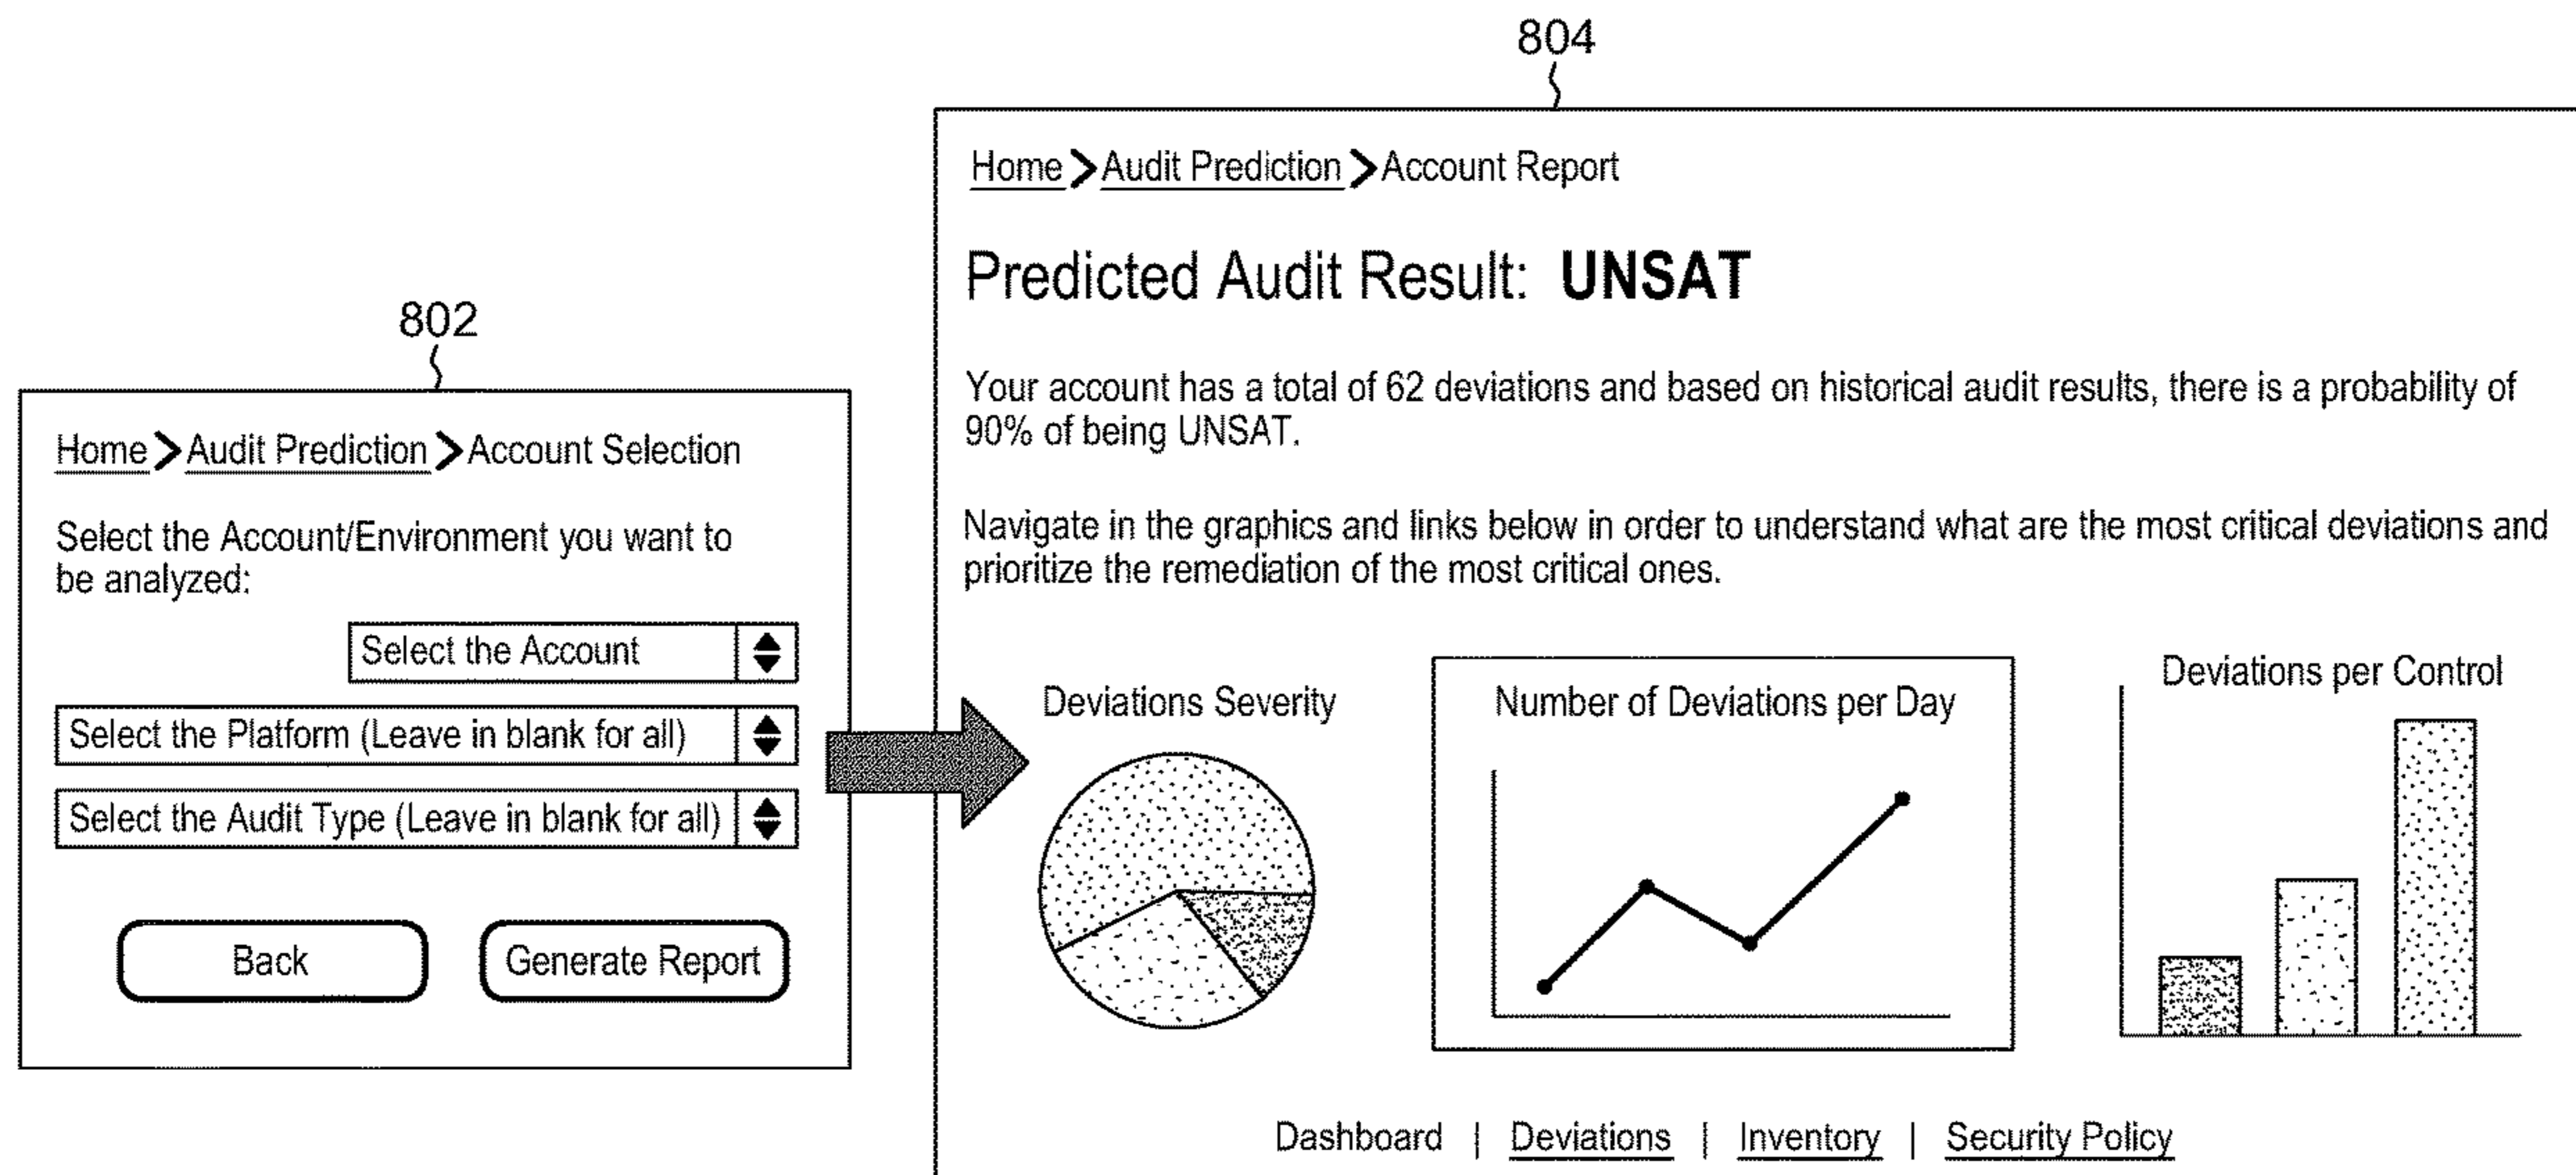 802
Home > Audit Prediction > Account Selection
Select the Account/Environment you want to
be analyzed:
Select the Account
Select the Platform (Leave in blank for all)
Select the Audit Type (Leave in blank for all)
Back
Generate Report
804
Home > Audit Prediction > Account Report
Predicted Audit Result: UNSAT
Your account has a total of 62 deviations and based on historical audit results, there is a probability of
90% of being UNSAT.
Navigate in the graphics and links below in order to understand what are the most critical deviations and
prioritize the remediation of the most critical ones.
Deviations Severity
Number of Deviations per Day
Deviations per Control
Dashboard | Deviations | Inventory | Security Policy